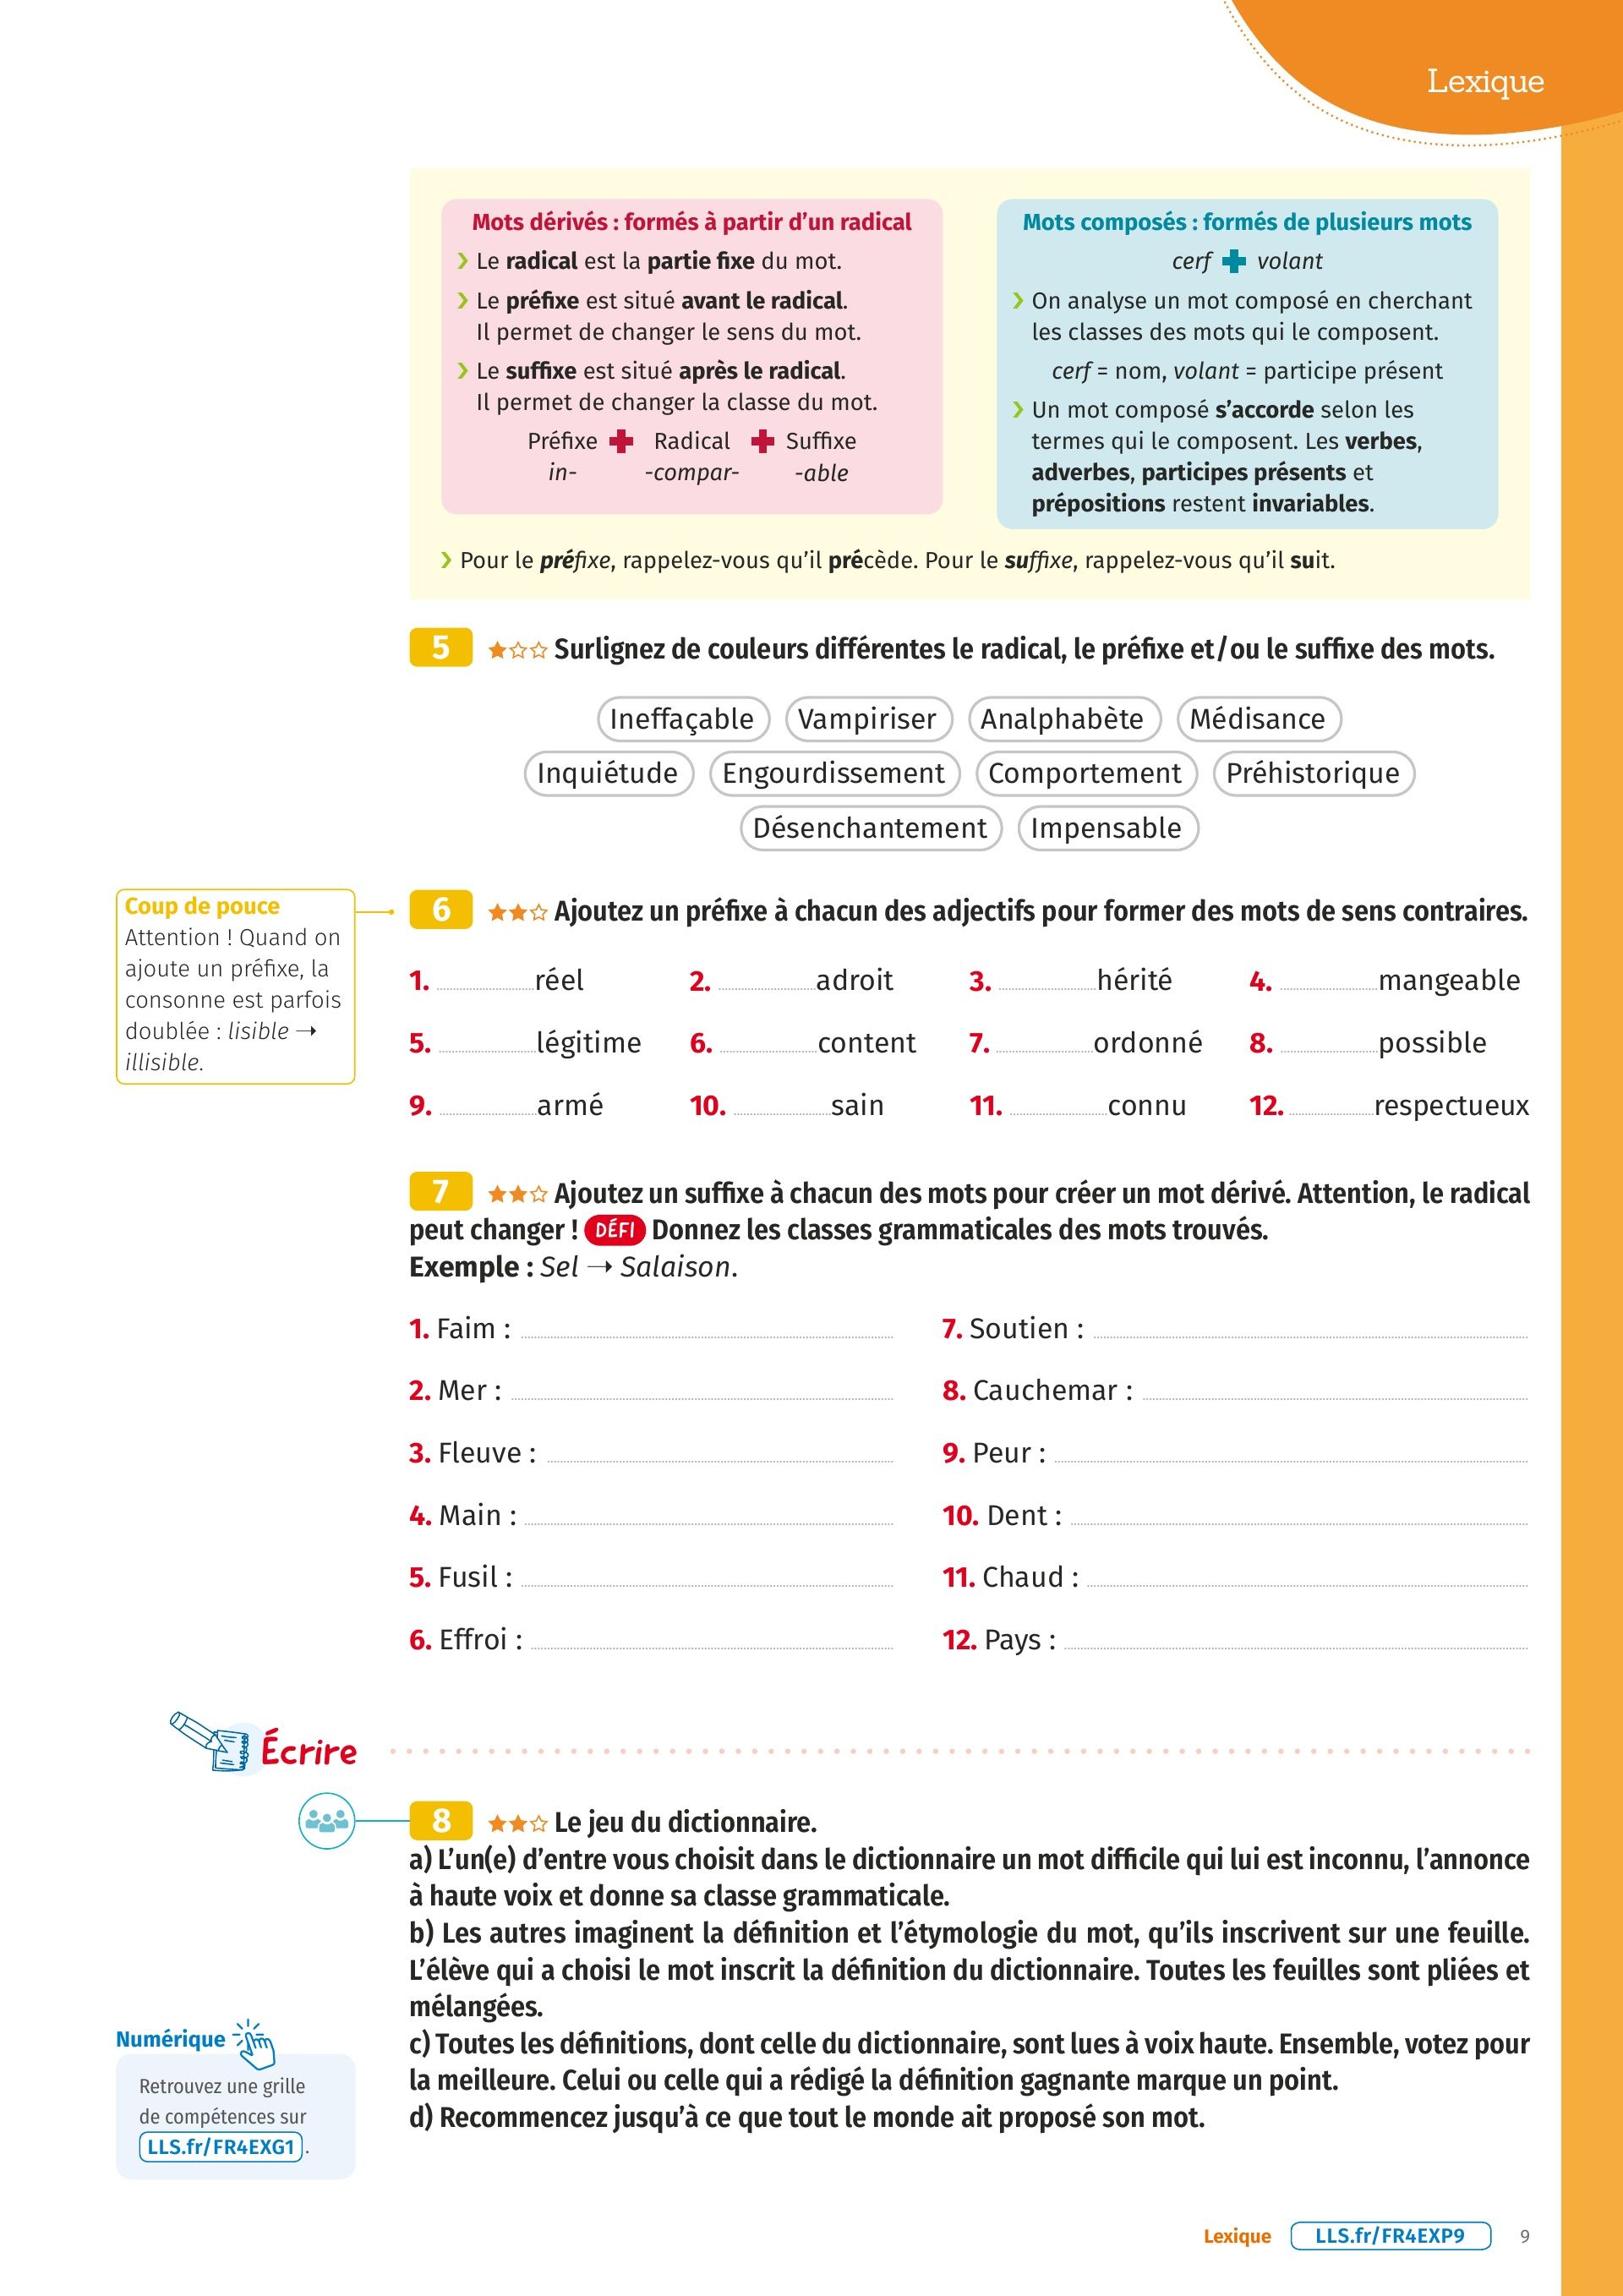 Lexique
Mots dérivés : formés à partir d’un radical
❯ Le radical est la partie fixe du mot.
❯ Le préfixe est situé avant le radical.
Il permet de changer le sens du mot.
❯ Le suffixe est situé après le radical.
Il permet de changer la classe du mot.
Préfixe + Radical + Suffixe
in- -compar- -able
Mots composés : formés de plusieurs mots
cerf + volant
❯ On analyse un mot composé en cherchant
les classes des mots qui le composent.
cerf = nom, volant = participe présent
❯ Un mot composé s’accorde selon les
termes qui le composent. Les verbes,
adverbes, participes présents et
prépositions restent invariables.
❯ Pour le préfixe, rappelez-vous qu’il précède. Pour le suffixe, rappelez-vous qu’il suit.
5 ★☆☆ Surlignez de couleurs différentes le radical, le préfixe et/ou le suffixe des mots.
Ineffaçable Vampiriser Analphabète Médisance
Inquiétude Engourdissement Comportement Préhistorique
Désenchantement Impensable
Coup de pouce
Attention ! Quand on
ajoute un préfixe, la
consonne est parfois
doublée : lisible →
illisible.
6 ★★☆ Ajoutez un préfixe à chacun des adjectifs pour former des mots de sens contraires.
1. ............réel 2. ............adroit 3. ............hérité 4. ............mangeable
5. ............légitime 6. ............content 7. ............ordonné 8. ............possible
9. ............armé 10. ............sain 11. ............connu 12. ............respectueux
7 ★★☆ Ajoutez un suffixe à chacun des mots pour créer un mot dérivé. Attention, le radical
peut changer ! DÉFI Donnez les classes grammaticales des mots trouvés.
Exemple : Sel → Salaison.
1. Faim :
2. Mer :
3. Fleuve :
4. Main :
5. Fusil :
6. Effroi :
7. Soutien :
8. Cauchemar :
9. Peur :
10. Dent :
11. Chaud :
12. Pays :
Écrire
8 ★★☆ Le jeu du dictionnaire.
a) L’un(e) d’entre vous choisit dans le dictionnaire un mot difficile qui lui est inconnu, l’annonce
à haute voix et donne sa classe grammaticale.
b) Les autres imaginent la définition et l’étymologie du mot, qu’ils inscrivent sur une feuille.
L’élève qui a choisi le mot inscrit la définition du dictionnaire. Toutes les feuilles sont pliées et
mélangées.
c) Toutes les définitions, dont celle du dictionnaire, sont lues à voix haute. Ensemble, votez pour
la meilleure. Celui ou celle qui a rédigé la définition gagnante marque un point.
d) Recommencez jusqu’à ce que tout le monde ait proposé son mot.
Numérique
Retrouvez une grille
de compétences sur
LLS.fr/FR4EXG1.
Lexique LLS.fr/FR4EXP9 9